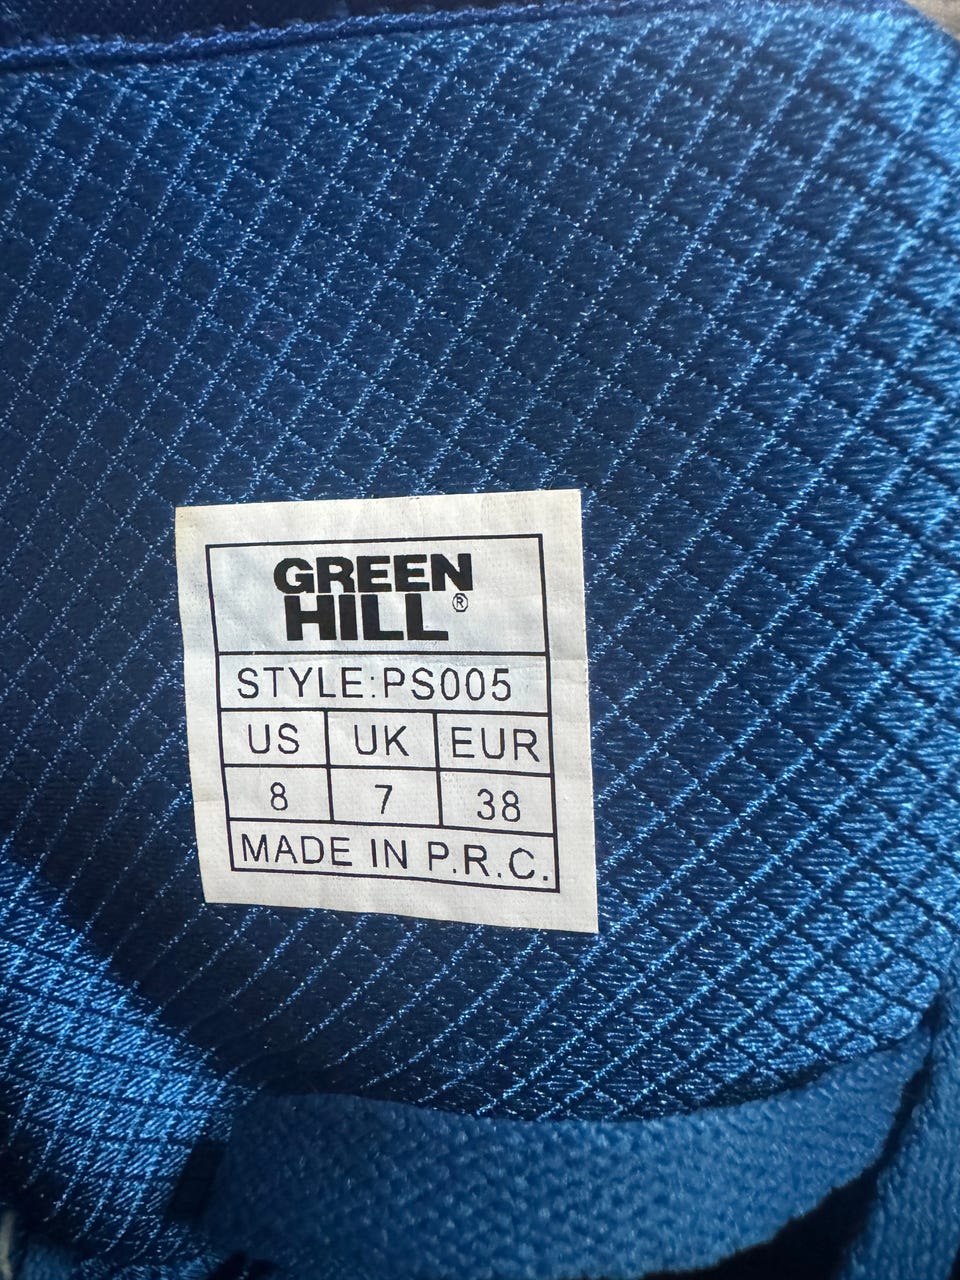 GREEN
HILL®
STYLE:PS005
US UK EUR
8 7 38
MADE IN P.R.C.